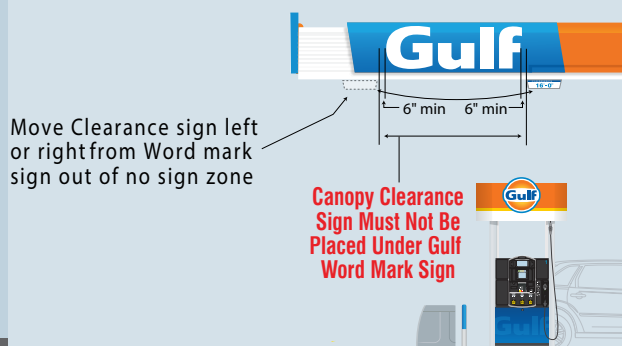 Gulf
16'-0"
6" min 6" min
Move Clearance sign left
or right from Word mark
sign out of no sign zone
Canopy Clearance
Sign Must Not Be
Placed Under Gulf
Word Mark Sign
Gulf
Gulf